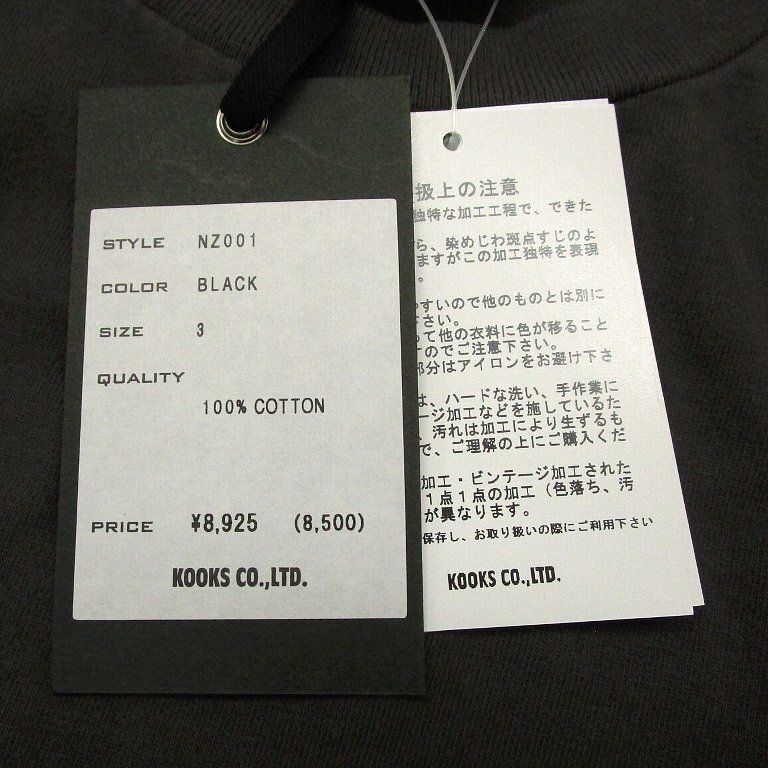 STYLE NZ001
COLOR BLACK
SIZE 3
QUALITY
100% COTTON
PRICE ¥8,925 (8,500)
KOOKS CO.,LTD.
扱上の注意
独特な加工工程で、できた
ら、染めじわ斑点すじのよ
ますがこの加工独特を表現
。
やすいので他のものとは別に
さい。
って他の衣料に色が移ること
すのでご注意下さい。
部分はアイロンをお避け下さ
は、ハードな洗い、手作業に
ージ加工などを施しているた
、汚れは加工により生ずるも
で、ご理解の上にご購入くだ
加工・ビンテージ加工された
１点１点の加工（色落ち、汚
が異なります。
保存し、お取り扱いの際にご利用下さい
KOOKS CO.,LTD.